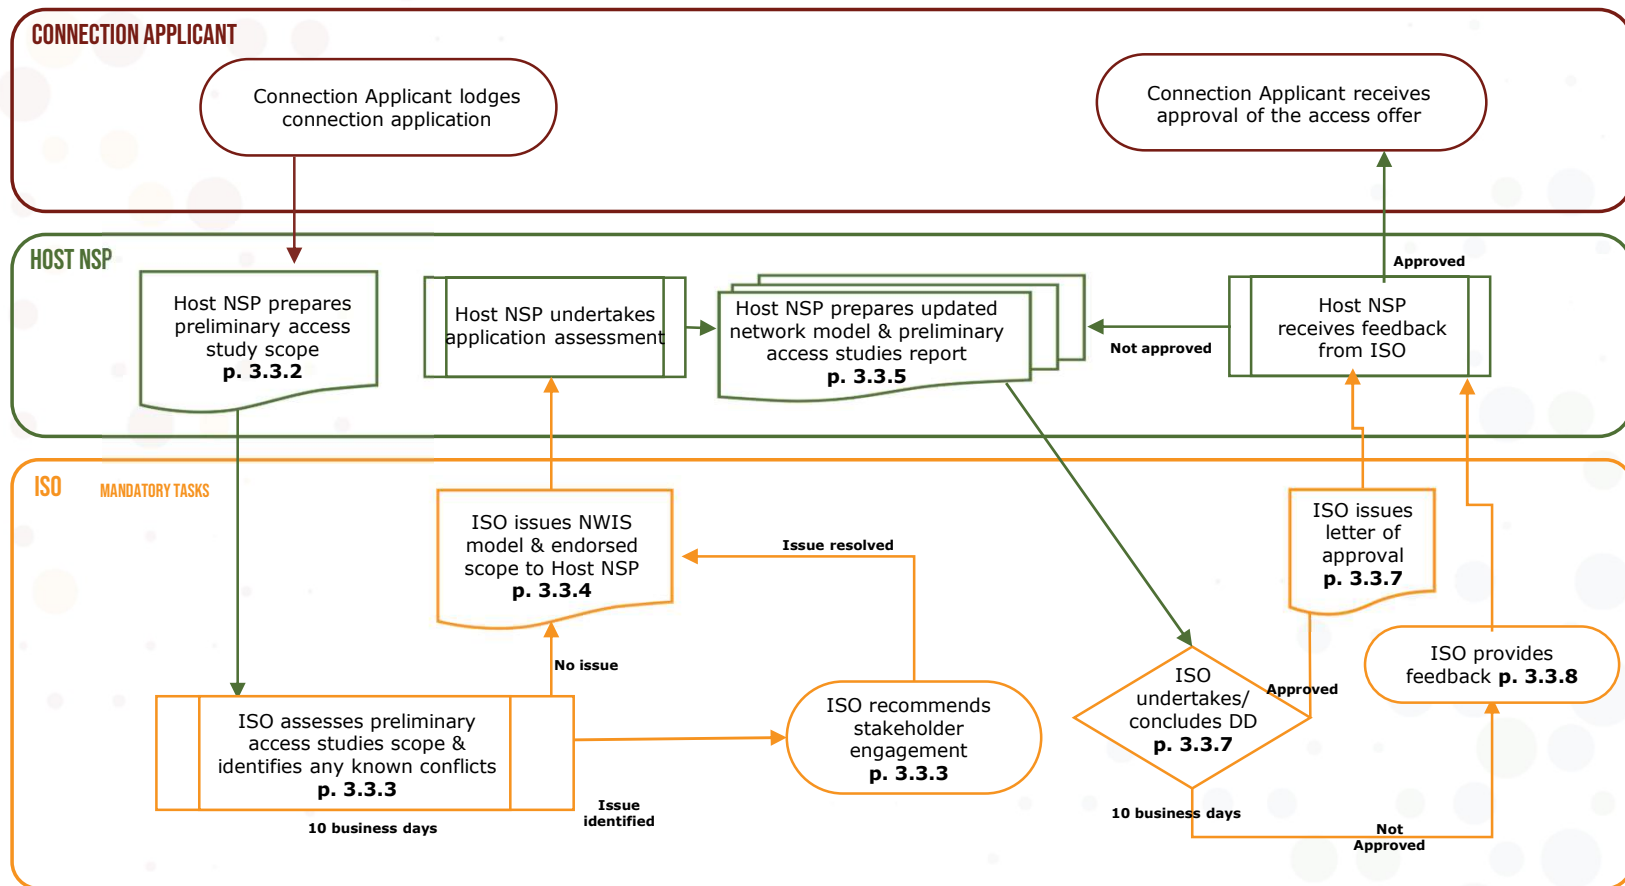 CONNECTION APPLICANT
Connection Applicant lodges
connection application
Connection Applicant receives
approval of the access offer
HOST NSP
Host NSP prepares
preliminary access
study scope
p. 3.3.2
Host NSP undertakes
application assessment
Host NSP prepares updated
network model & preliminary
access studies report
p. 3.3.5
Not approved
Approved
Host NSP
receives feedback
from ISO
ISO
MANDATORY TASKS
ISO issues NWIS
model & endorsed
scope to Host NSP
p. 3.3.4
Issue resolved
ISO issues
letter of
approval
p. 3.3.7
No issue
ISO assesses preliminary
access studies scope &
identifies any known conflicts
p. 3.3.3
10 business days
Issue
identified
ISO recommends
stakeholder
engagement
p. 3.3.3
ISO
undertakes/
concludes DD
p. 3.3.7
Approved
10 business days
ISO provides
feedback p. 3.3.8
Not
Approved